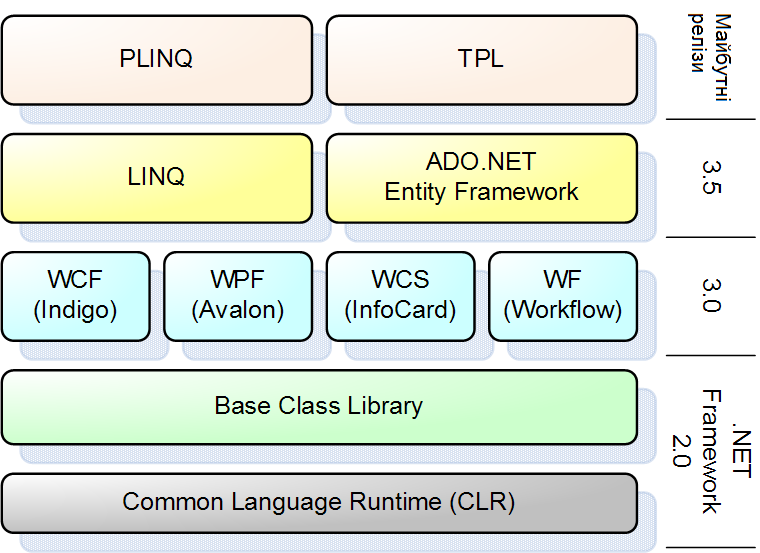 PLINQ
TPL
Майбутні
релізи
LINQ
ADO.NET
Entity Framework
3.5
WCF
(Indigo)
WPF
(Avalon)
WCS
(InfoCard)
WF
(Workflow)
3.0
Base Class Library
Common Language Runtime (CLR)
.NET
Framework
2.0